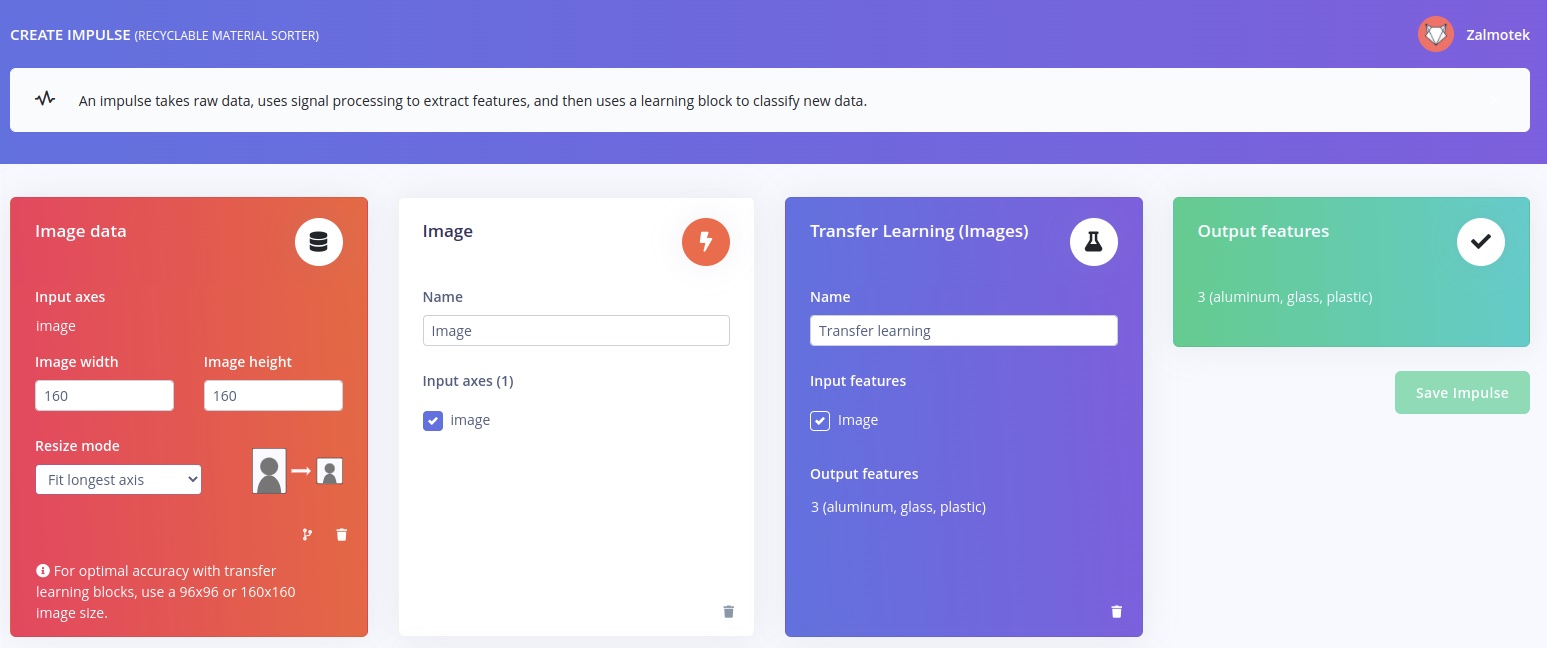 CREATE IMPULSE (RECYCLABLE MATERIAL SORTER)
Zalmotek
An impulse takes raw data, uses signal processing to extract features, and then uses a learning block to classify new data.
Image data
Input axes
image
Image width
Image height
160
160
Resize mode
Fit longest axis
For optimal accuracy with transfer
learning blocks, use a 96x96 or 160x160
image size.
Image
Name
Image
Input axes (1)
image
Transfer Learning (Images)
Name
Transfer learning
Input features
Image
Output features
3 (aluminum, glass, plastic)
Output features
3 (aluminum, glass, plastic)
Save Impulse